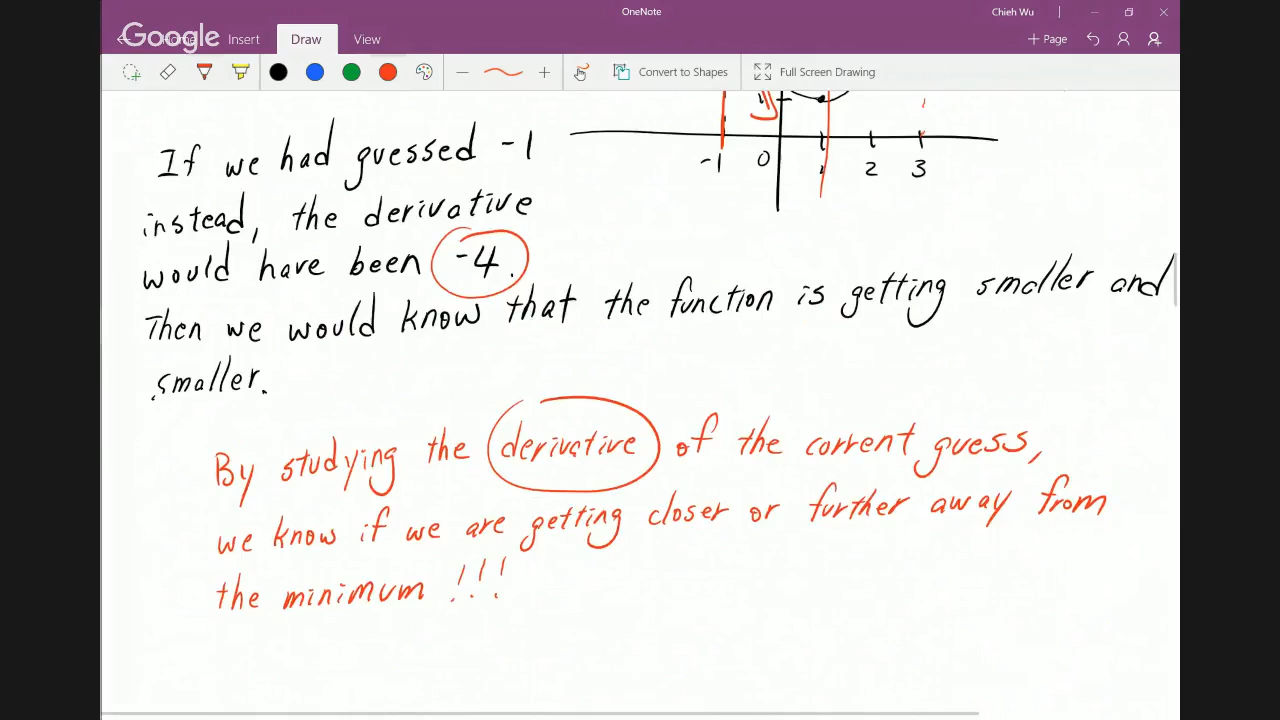 OneNote
Chieh Wu
Google
Insert
Draw
View
Page
Convert to Shapes
Full Screen Drawing
-1 0 2 3
If we had guessed -1
instead, the derivative
would have been -4.
Then we would know that the function is getting smaller and
smaller.
By studying the derivative of the current guess,
we know if we are getting closer or further away from
the minimum !!!